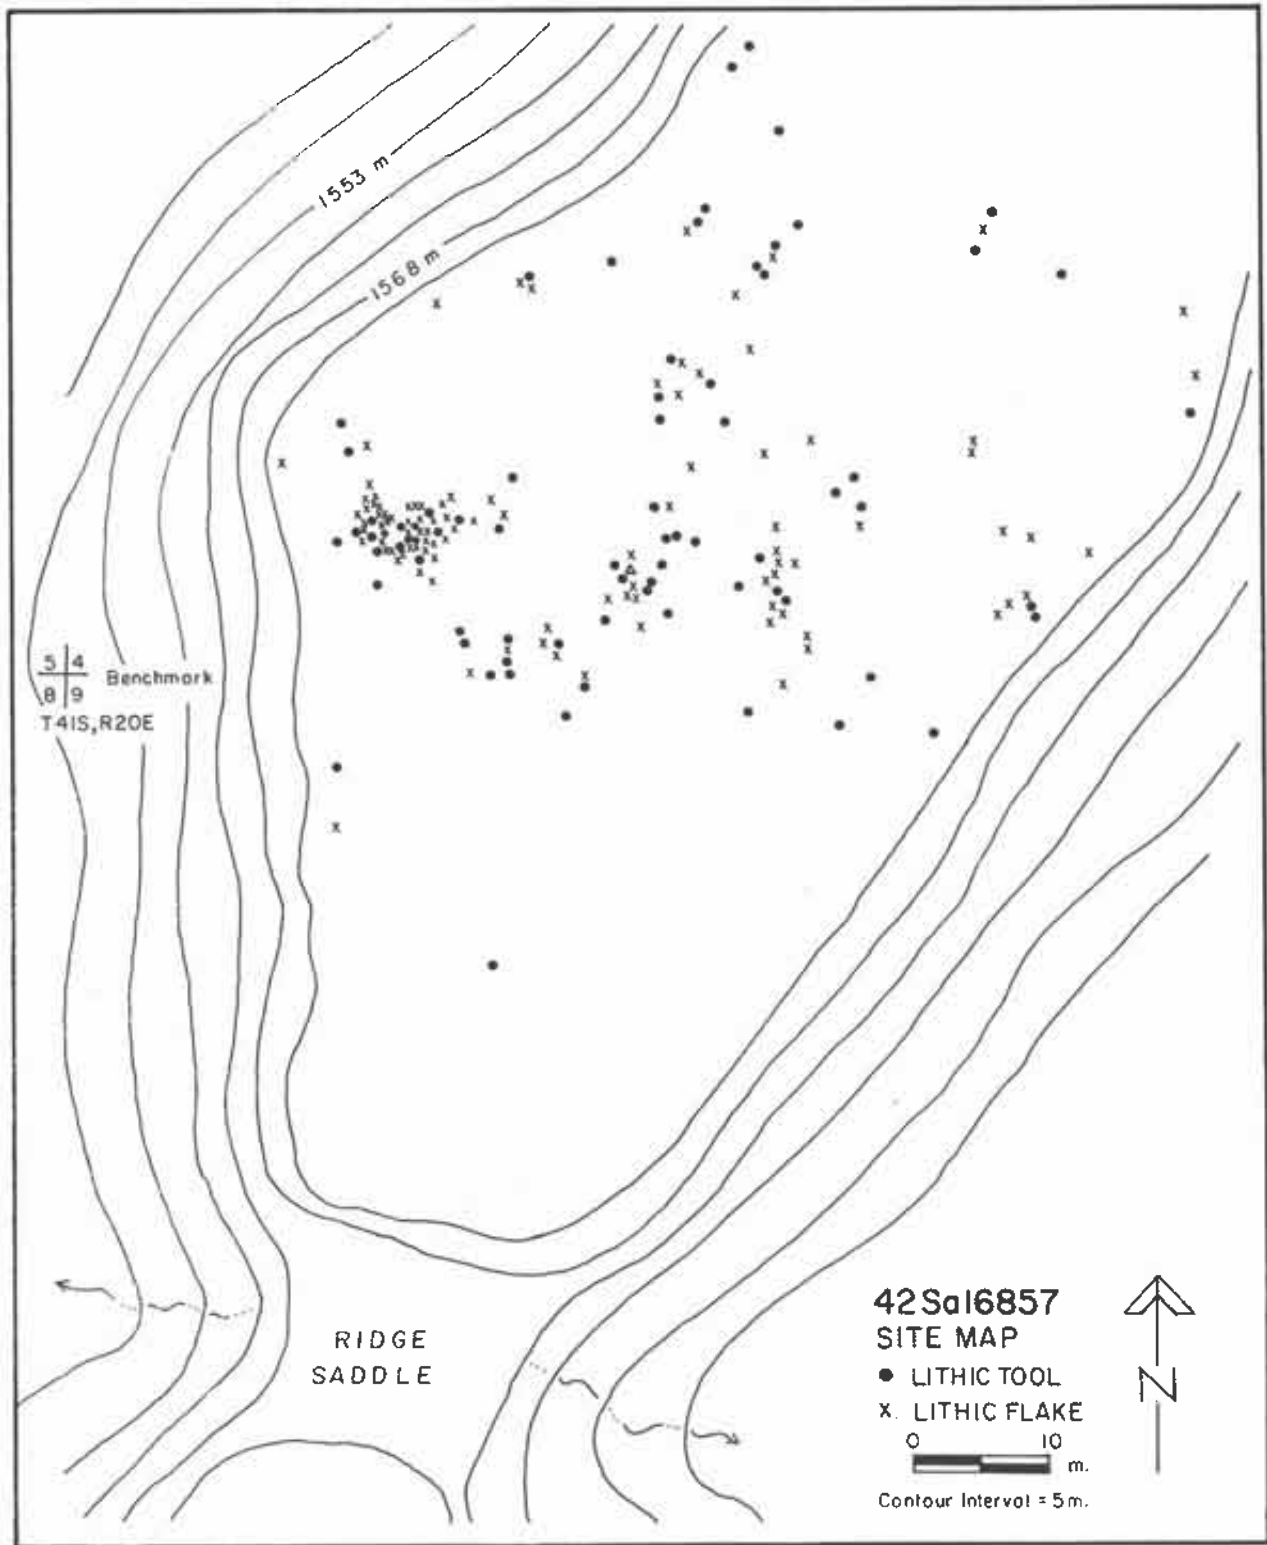 1553 m
1568 m
5 4
8 9
Benchmark
T41S, R20E
RIDGE
SADDLE
42Sa16857
SITE MAP
● LITHIC TOOL
x. LITHIC FLAKE
0 10
m.
Contour Interval = 5m.
N